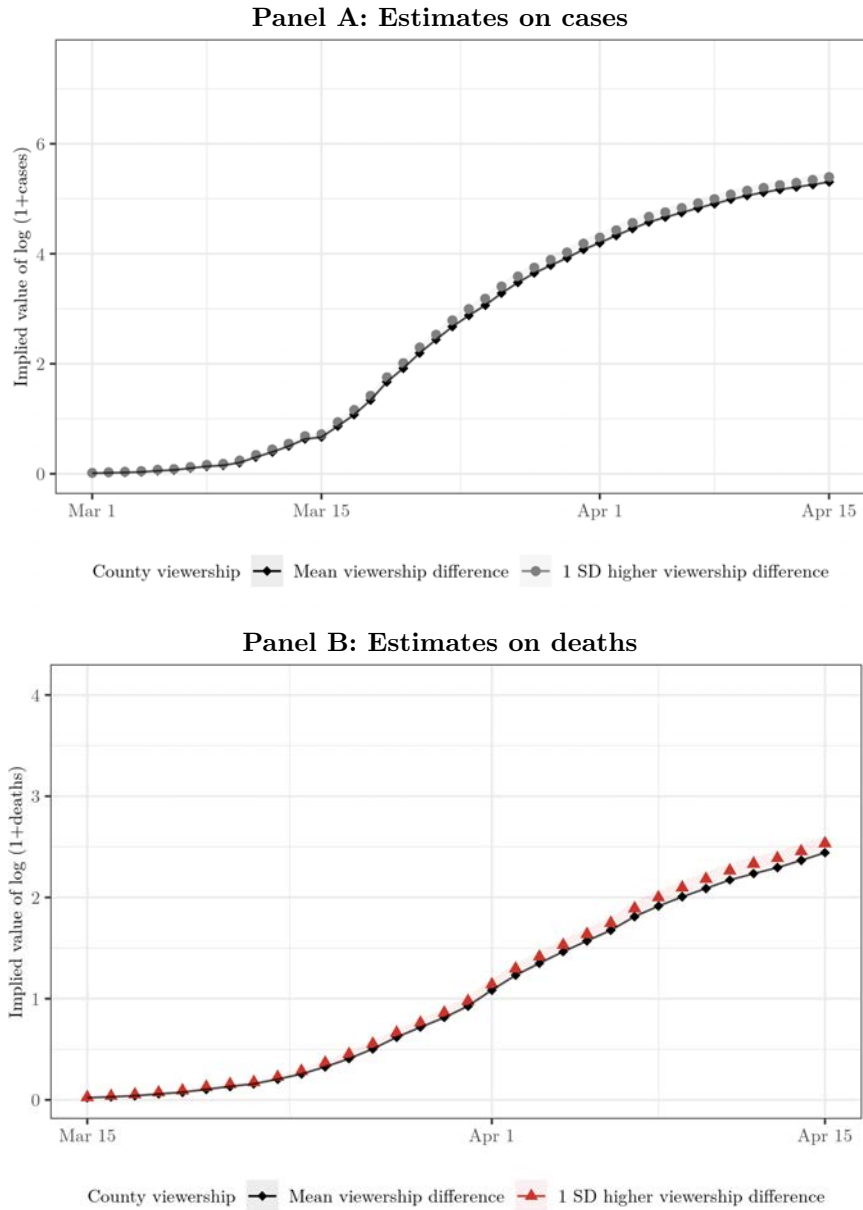 Panel A: Estimates on cases
Implied value of log (1+cases)
6
4
2
0
Mar 1 Mar 15 Apr 1 Apr 15
County viewership Mean viewership difference 1 SD higher viewership difference
Panel B: Estimates on deaths
Implied value of log (1+deaths)
4
3
2
1
0
Mar 15 Apr 1 Apr 15
County viewership Mean viewership difference 1 SD higher viewership difference